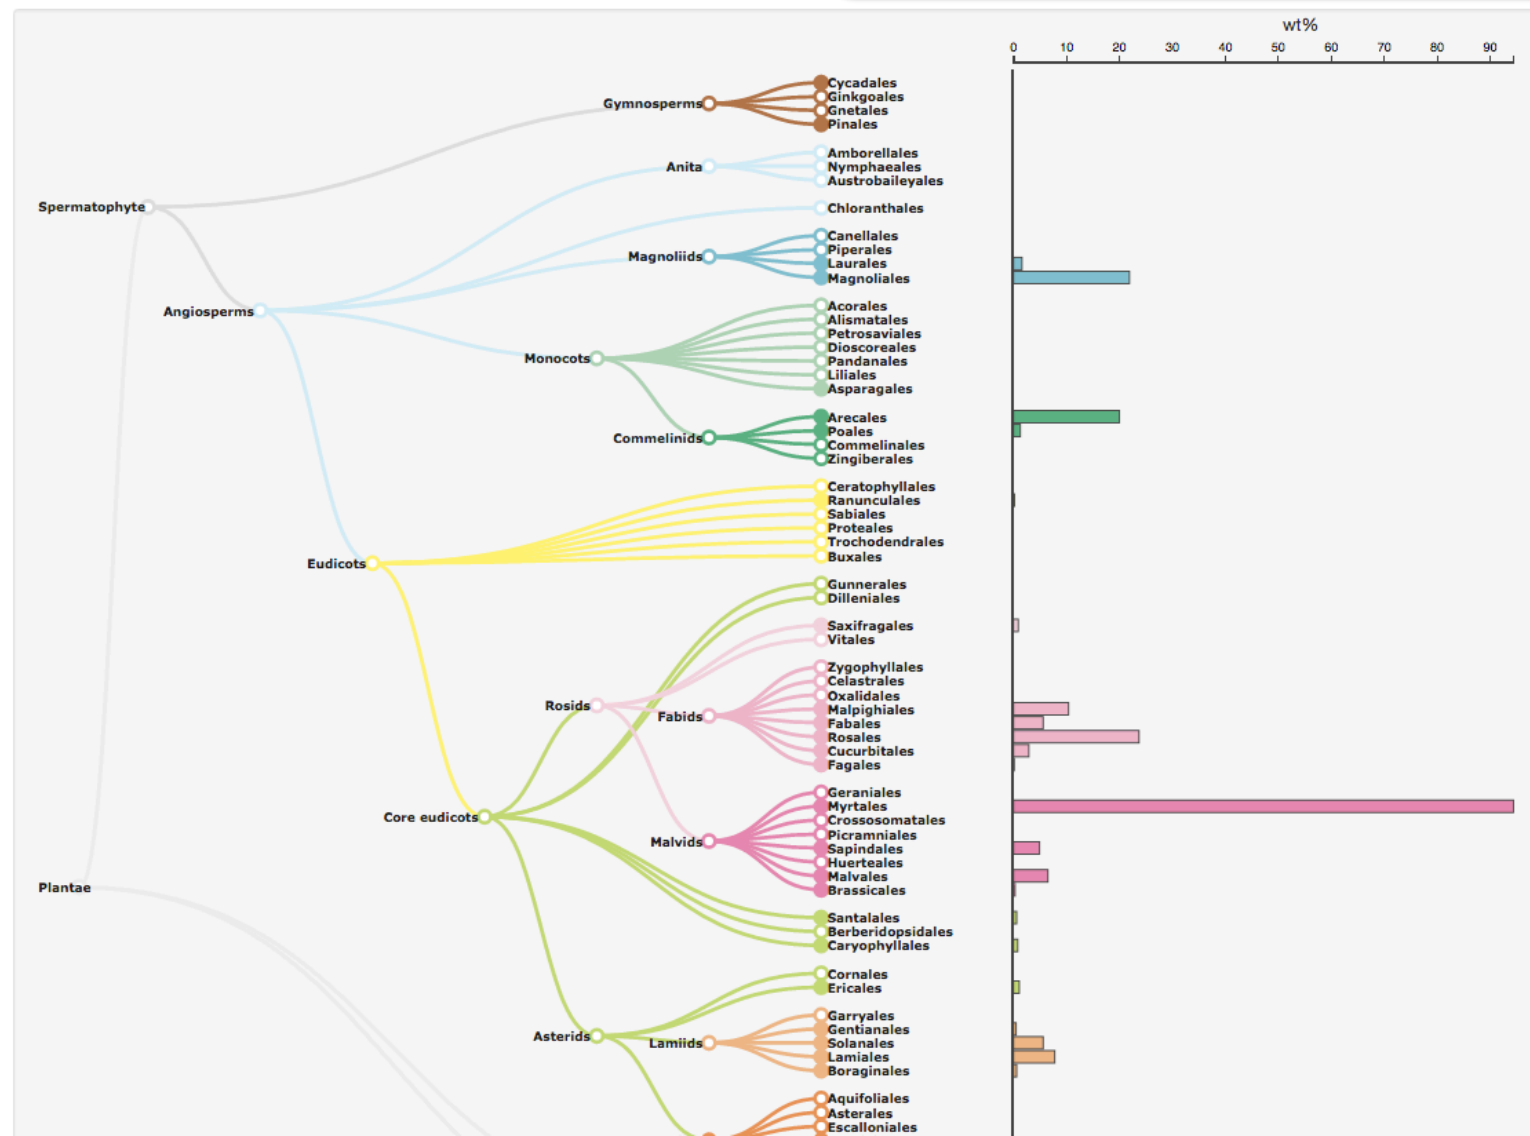 wt%
0 10 20 30 40 50 60 70 80 90
Cycadales
Gymnosperms
Ginkgoales
Gnetales
Pinales
Amborellales
Anita
Nymphaeales
Austrobaileyales
Spermatophyte
Chloranthales
Canellales
Piperales
Magnoliids
Laurales
Magnoliales
Angiosperms
Acorales
Alismatales
Petrosaviales
Dioscoreales
Monocots
Pandanales
Liliales
Asparagales
Arecales
Poales
Commelinids
Commelinales
Zingiberales
Ceratophyllales
Ranunculales
Sabiales
Proteales
Trochodendrales
Buxales
Eudicots
Gunnerales
Dilleniales
Saxifragales
Vitales
Zygophyllales
Celastrales
Oxalidales
Rosids
Malpighiales
Fabids
Fabales
Rosales
Cucurbitales
Fagales
Geraniales
Myrtales
Core eudicots
Crossosomatales
Picramniales
Malvids
Sapindales
Huerteales
Malvales
Plantae
Brassicales
Santalales
Berberidopsidales
Caryophyllales
Cornales
Ericales
Garryales
Gentianales
Asterids
Lamiids
Solanales
Lamiales
Boraginales
Aquifoliales
Asterales
Escalloniales